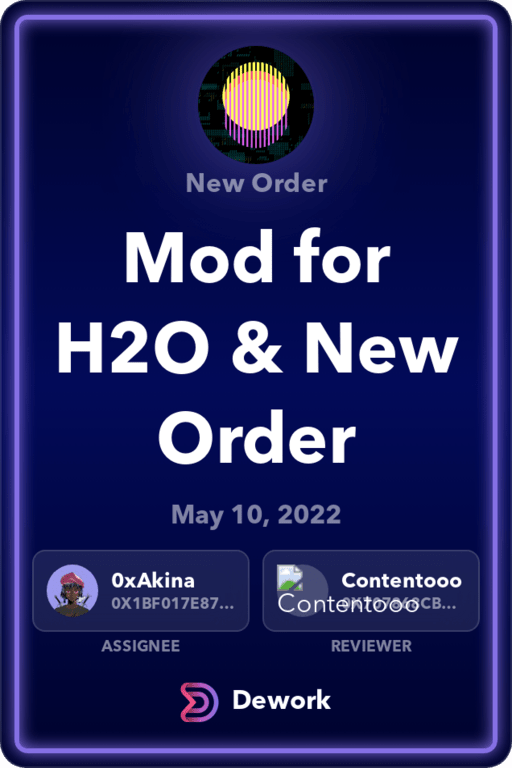 New Order
Mod for
H2O & New
Order
May 10, 2022
0xAkina
0X1BF017E87...
Contentooo
Contentooo
ASSIGNEE
REVIEWER
Dework